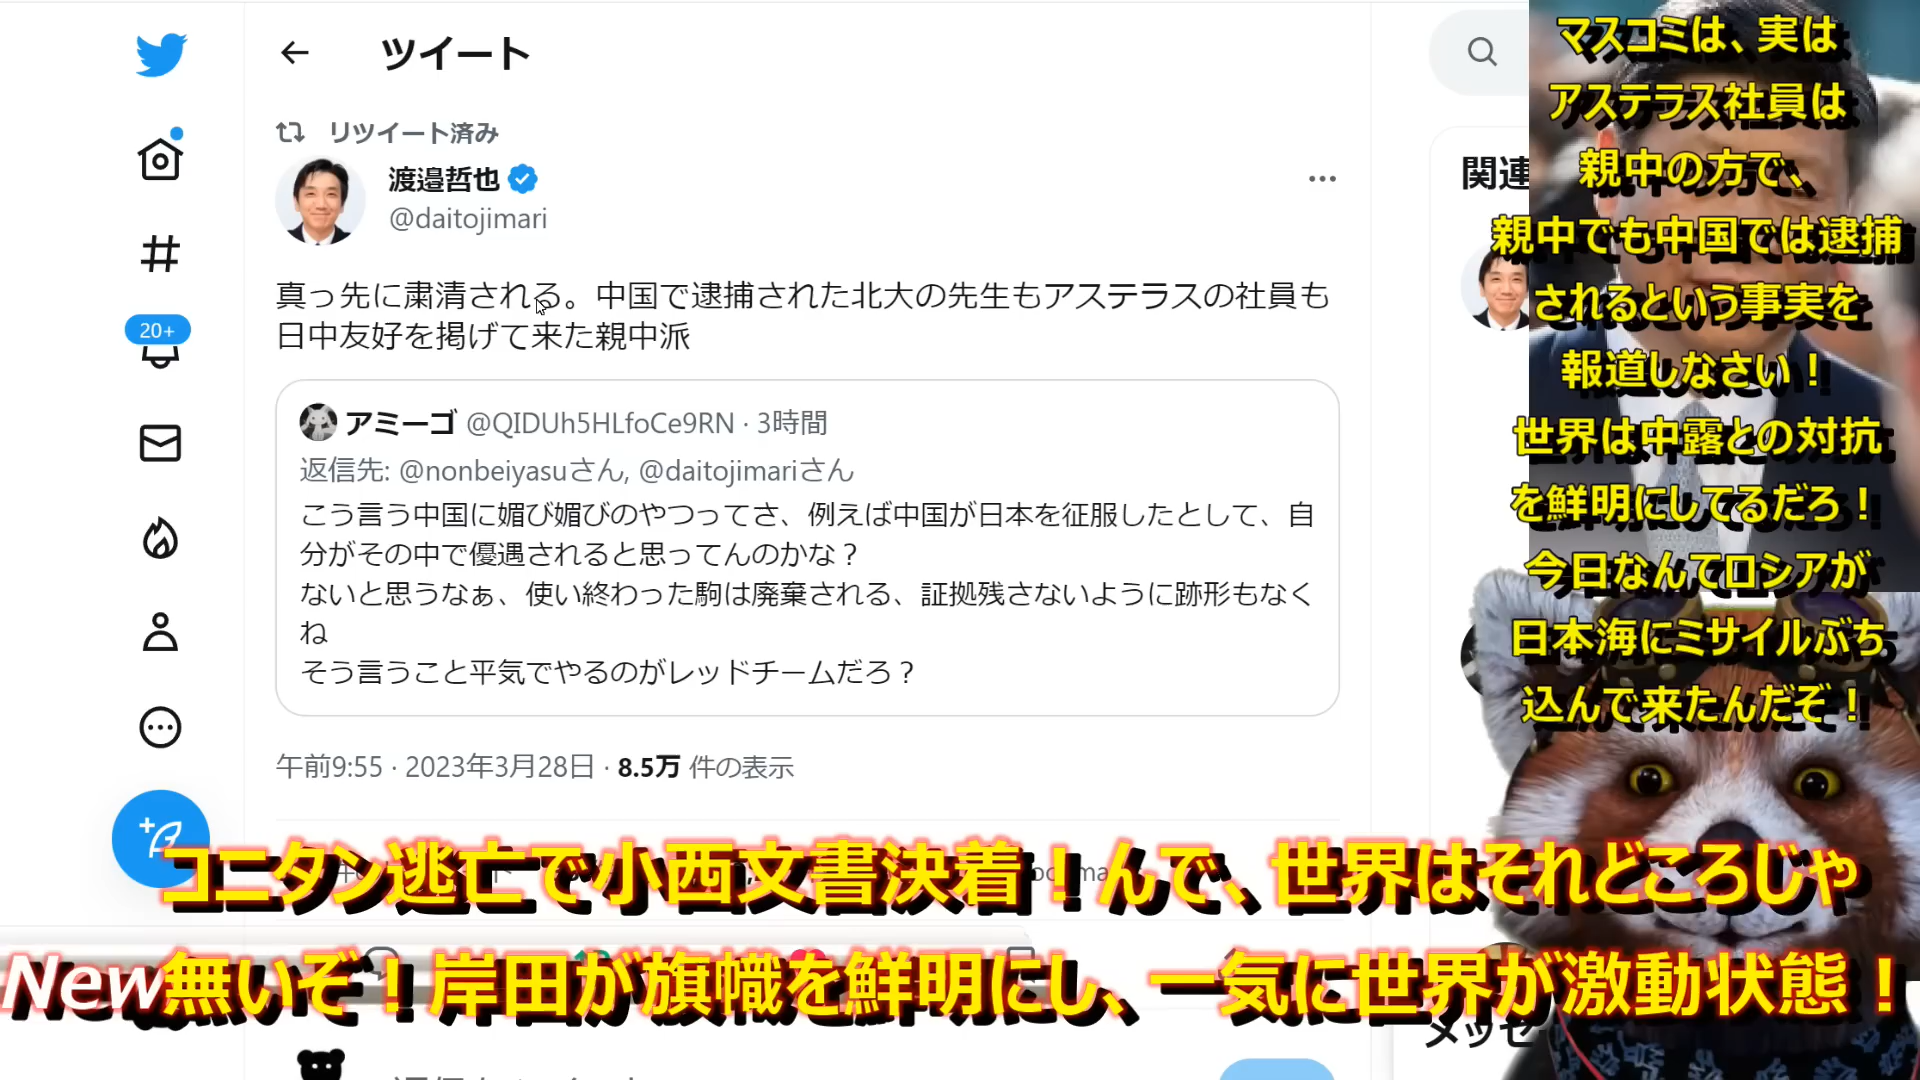 ツイート
リツイート済み
渡邉哲也
@daitojimari
真っ先に粛清される。中国で逮捕された北大の先生もアステラスの社員も
日中友好を掲げて来た親中派
アミーゴ @QIDUh5HLfoCe9RN · 3時間
返信先: @nonbeiyasuさん, @daitojimariさん
こう言う中国に媚び媚びのやつってさ、例えば中国が日本を征服したとして、自
分がその中で優遇されると思ってんのかな？
ないと思うなぁ、使い終わった駒は廃棄される、証拠残さないように跡形もなく
ね
そう言うこと平気でやるのがレッドチームだろ？
午前9:55 · 2023年3月28日 · 8.5万 件の表示
20+
関連
マスコミは、実は
アステラス社員は
親中の方で、
親中でも中国では逮捕
されるという事実を
報道しなさい！
世界は中露との対抗
を鮮明にしてるだろ！
今日なんてロシアが
日本海にミサイルぶち
込んで来たんだぞ！
コニタン逃亡で小西文書決着！んで、世界はそれどころじゃ
New無いぞ！岸田が旗幟を鮮明にし、一気に世界が激動状態！
メッセ